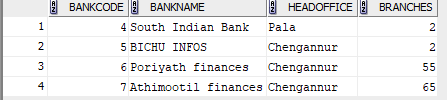 BANKCODE BANKNAME HEADOFFICE BRANCHES
1 4 South Indian Bank Pala 2
2 5 BICHU INFOS Chengannur 2
3 6 Poriyath finances Chengannur 55
4 7 Athimootil finances Chengannur 65